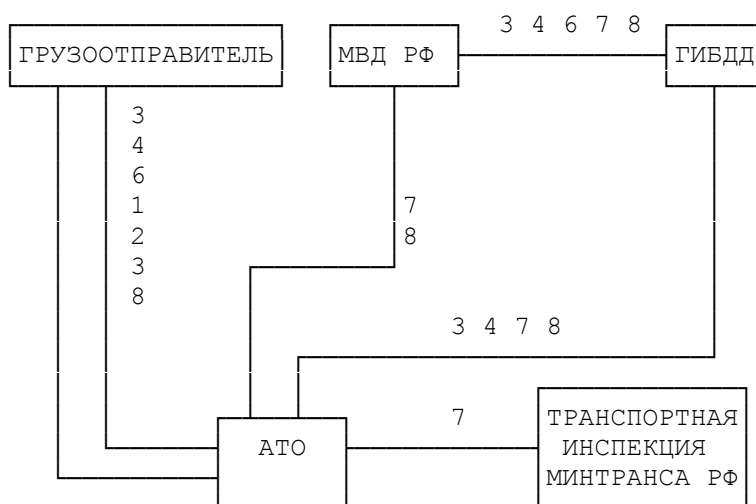 3 4 6 7 8
ГРУЗООТПРАВИТЕЛЬ
МВД РФ
ГИБДД
3
4
6
1
2
3
8
7
8
3 4 7 8
7
АТО
ТРАНСПОРТНАЯ
ИНСПЕКЦИЯ
МИНТРАНСА РФ